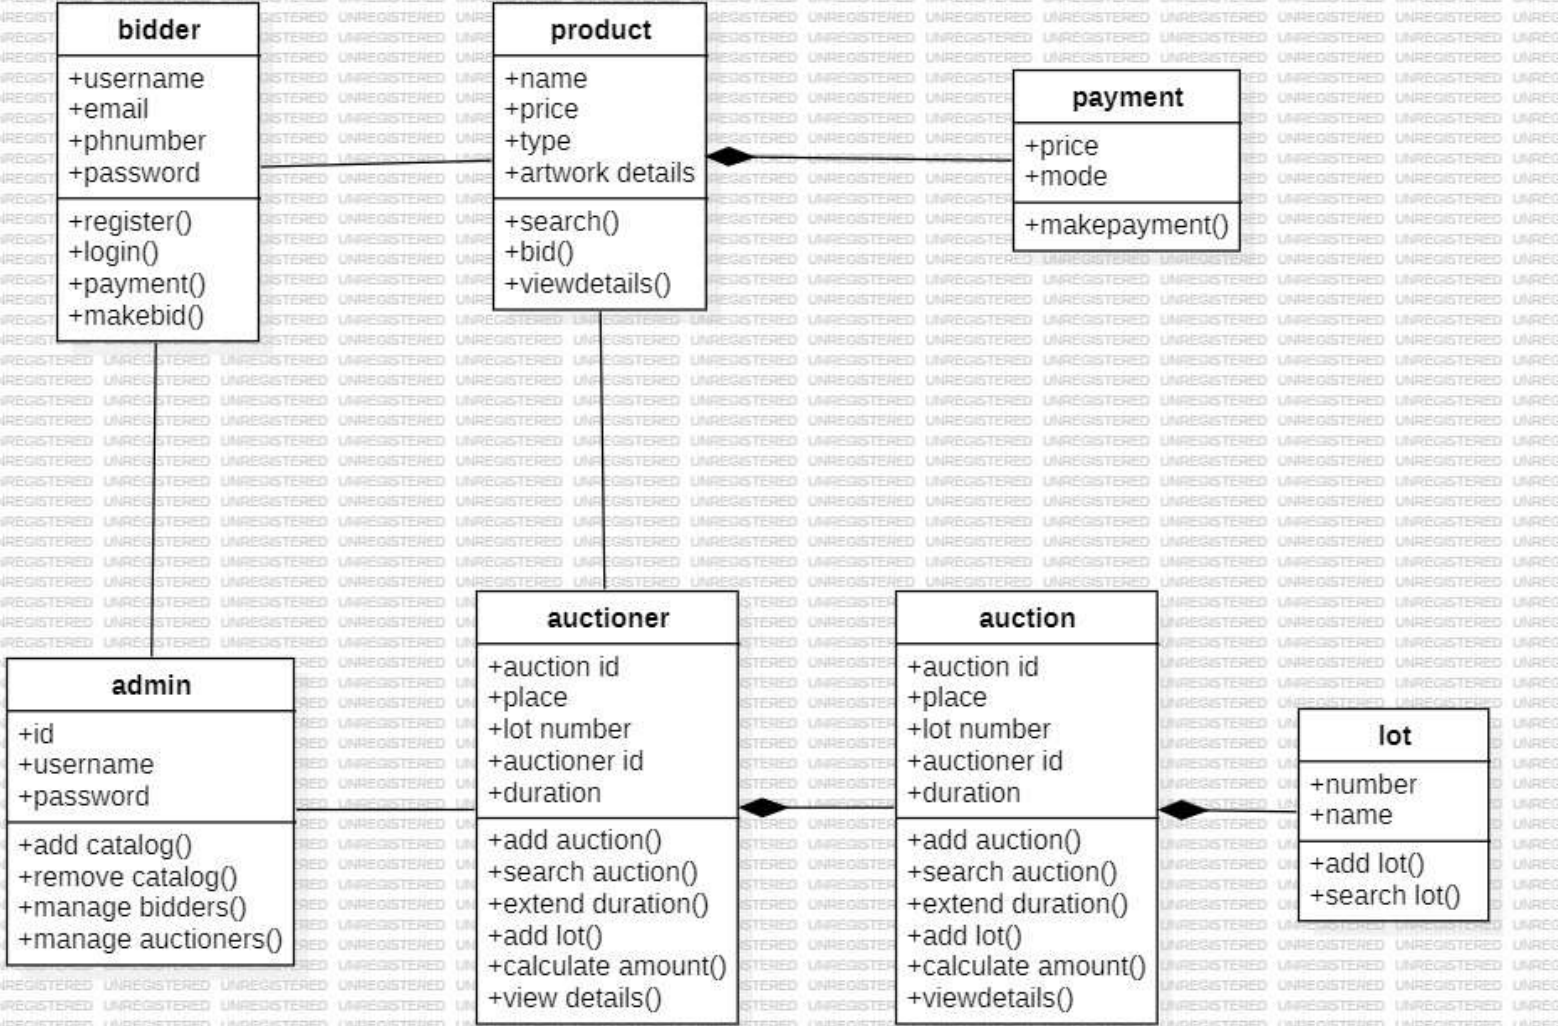 bidder
+username
+email
+phnumber
+password
+register()
+login()
+payment()
+makebid()
product
+name
+price
+type
+artwork details
+search()
+bid()
+viewdetails()
payment
+price
+mode
+makepayment()
admin
+id
+username
+password
+add catalog()
+remove catalog()
+manage bidders()
+manage auctioners()
auctioner
+auction id
+place
+lot number
+auctioner id
+duration
+add auction()
+search auction()
+extend duration()
+add lot()
+calculate amount()
+view details()
auction
+auction id
+place
+lot number
+auctioner id
+duration
+add auction()
+search auction()
+extend duration()
+add lot()
+calculate amount()
+viewdetails()
lot
+number
+name
+add lot()
+search lot()
UNREGISTERED